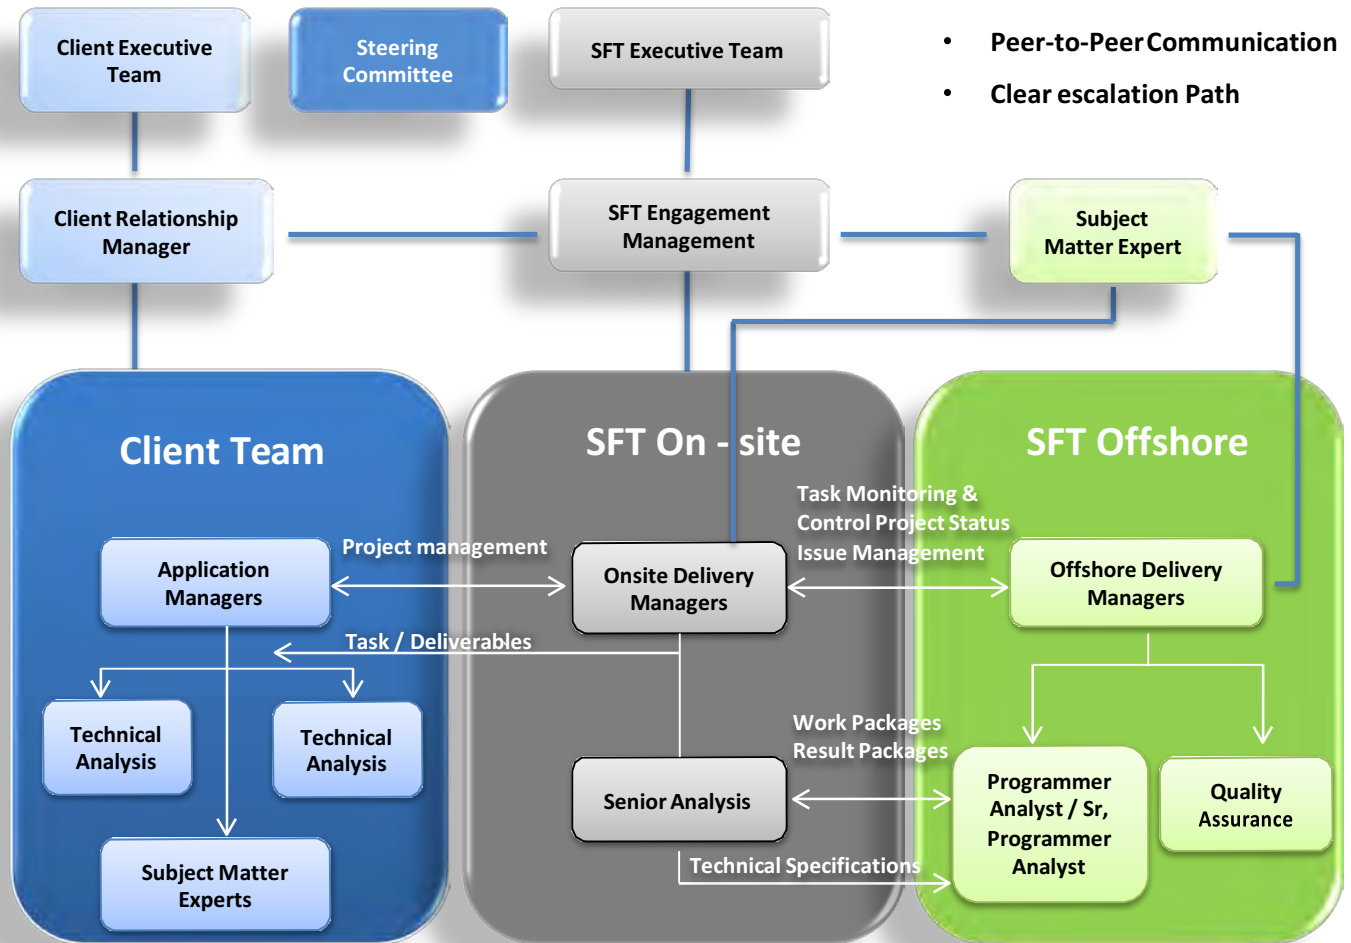 Client Executive
Team
Steering
Committee
SFT Executive Team
• Peer-to-Peer Communication
• Clear escalation Path
Client Relationship
Manager
SFT Engagement
Management
Subject
Matter Expert
Client Team
SFT On - site
SFT Offshore
Task Monitoring &
Control Project Status
Issue Management
Project management
Application
Managers
Onsite Delivery
Managers
Offshore Delivery
Managers
Task / Deliverables
Technical
Analysis
Technical
Analysis
Work Packages
Result Packages
Senior Analysis
Programmer
Analyst / Sr,
Programmer
Analyst
Quality
Assurance
Technical Specifications
Subject Matter
Experts